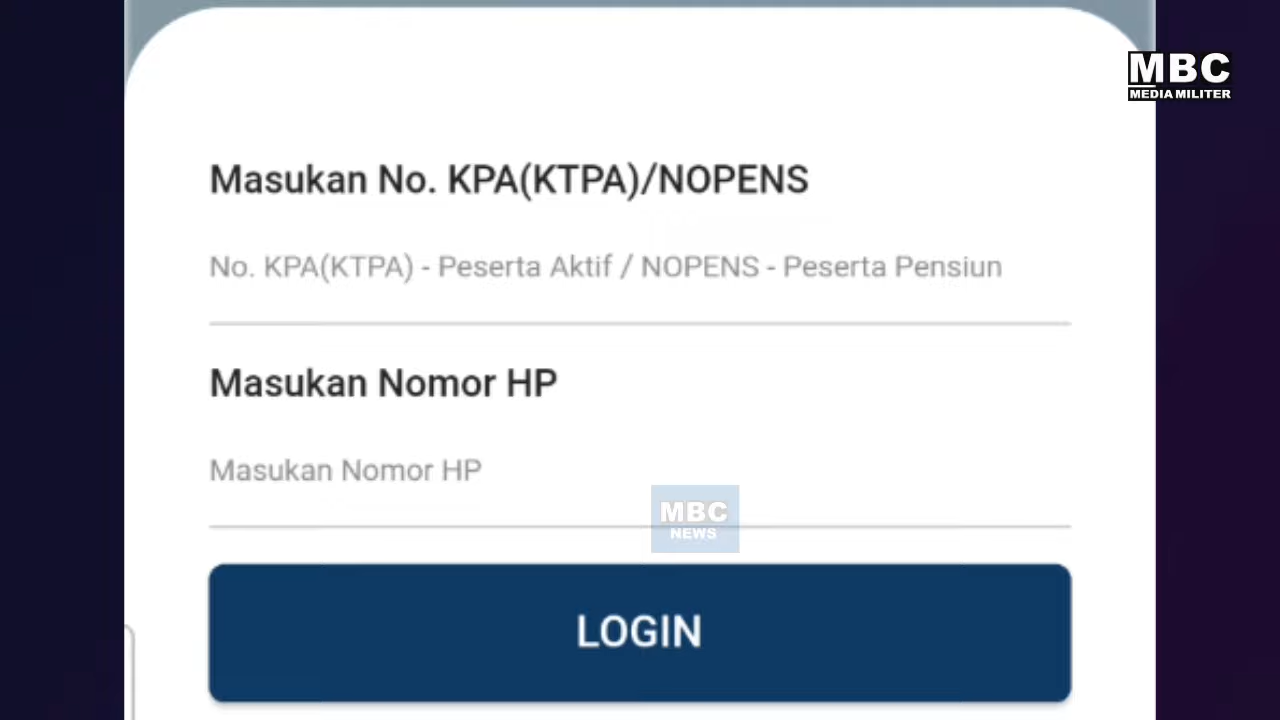 MBC
MEDIA MILITER
Masukan No. KPA(KTPA)/NOPENS
No. KPA(KTPA) - Peserta Aktif / NOPENS - Peserta Pensiun
Masukan Nomor HP
Masukan Nomor HP
MBC
NEWS
LOGIN